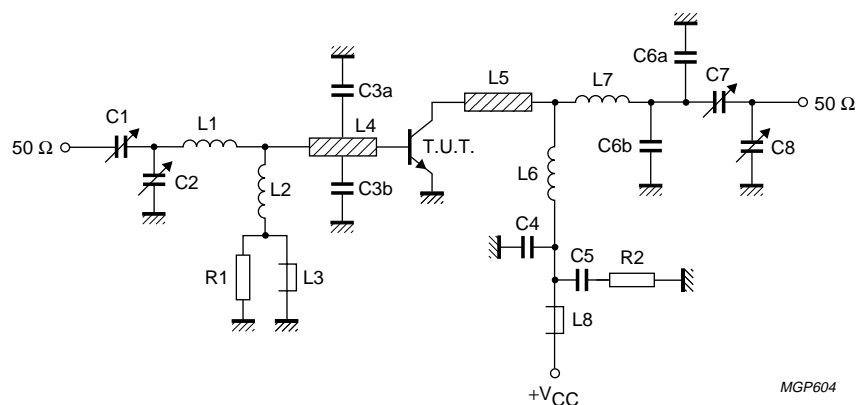 50 Ω
C1
C2
L1
L2
R1
L3
C3a
L4
C3b
T.U.T.
L5
L6
L7
C4
C5
R2
L8
+VCC
C6a
C6b
C7
C8
50 Ω
MGP604